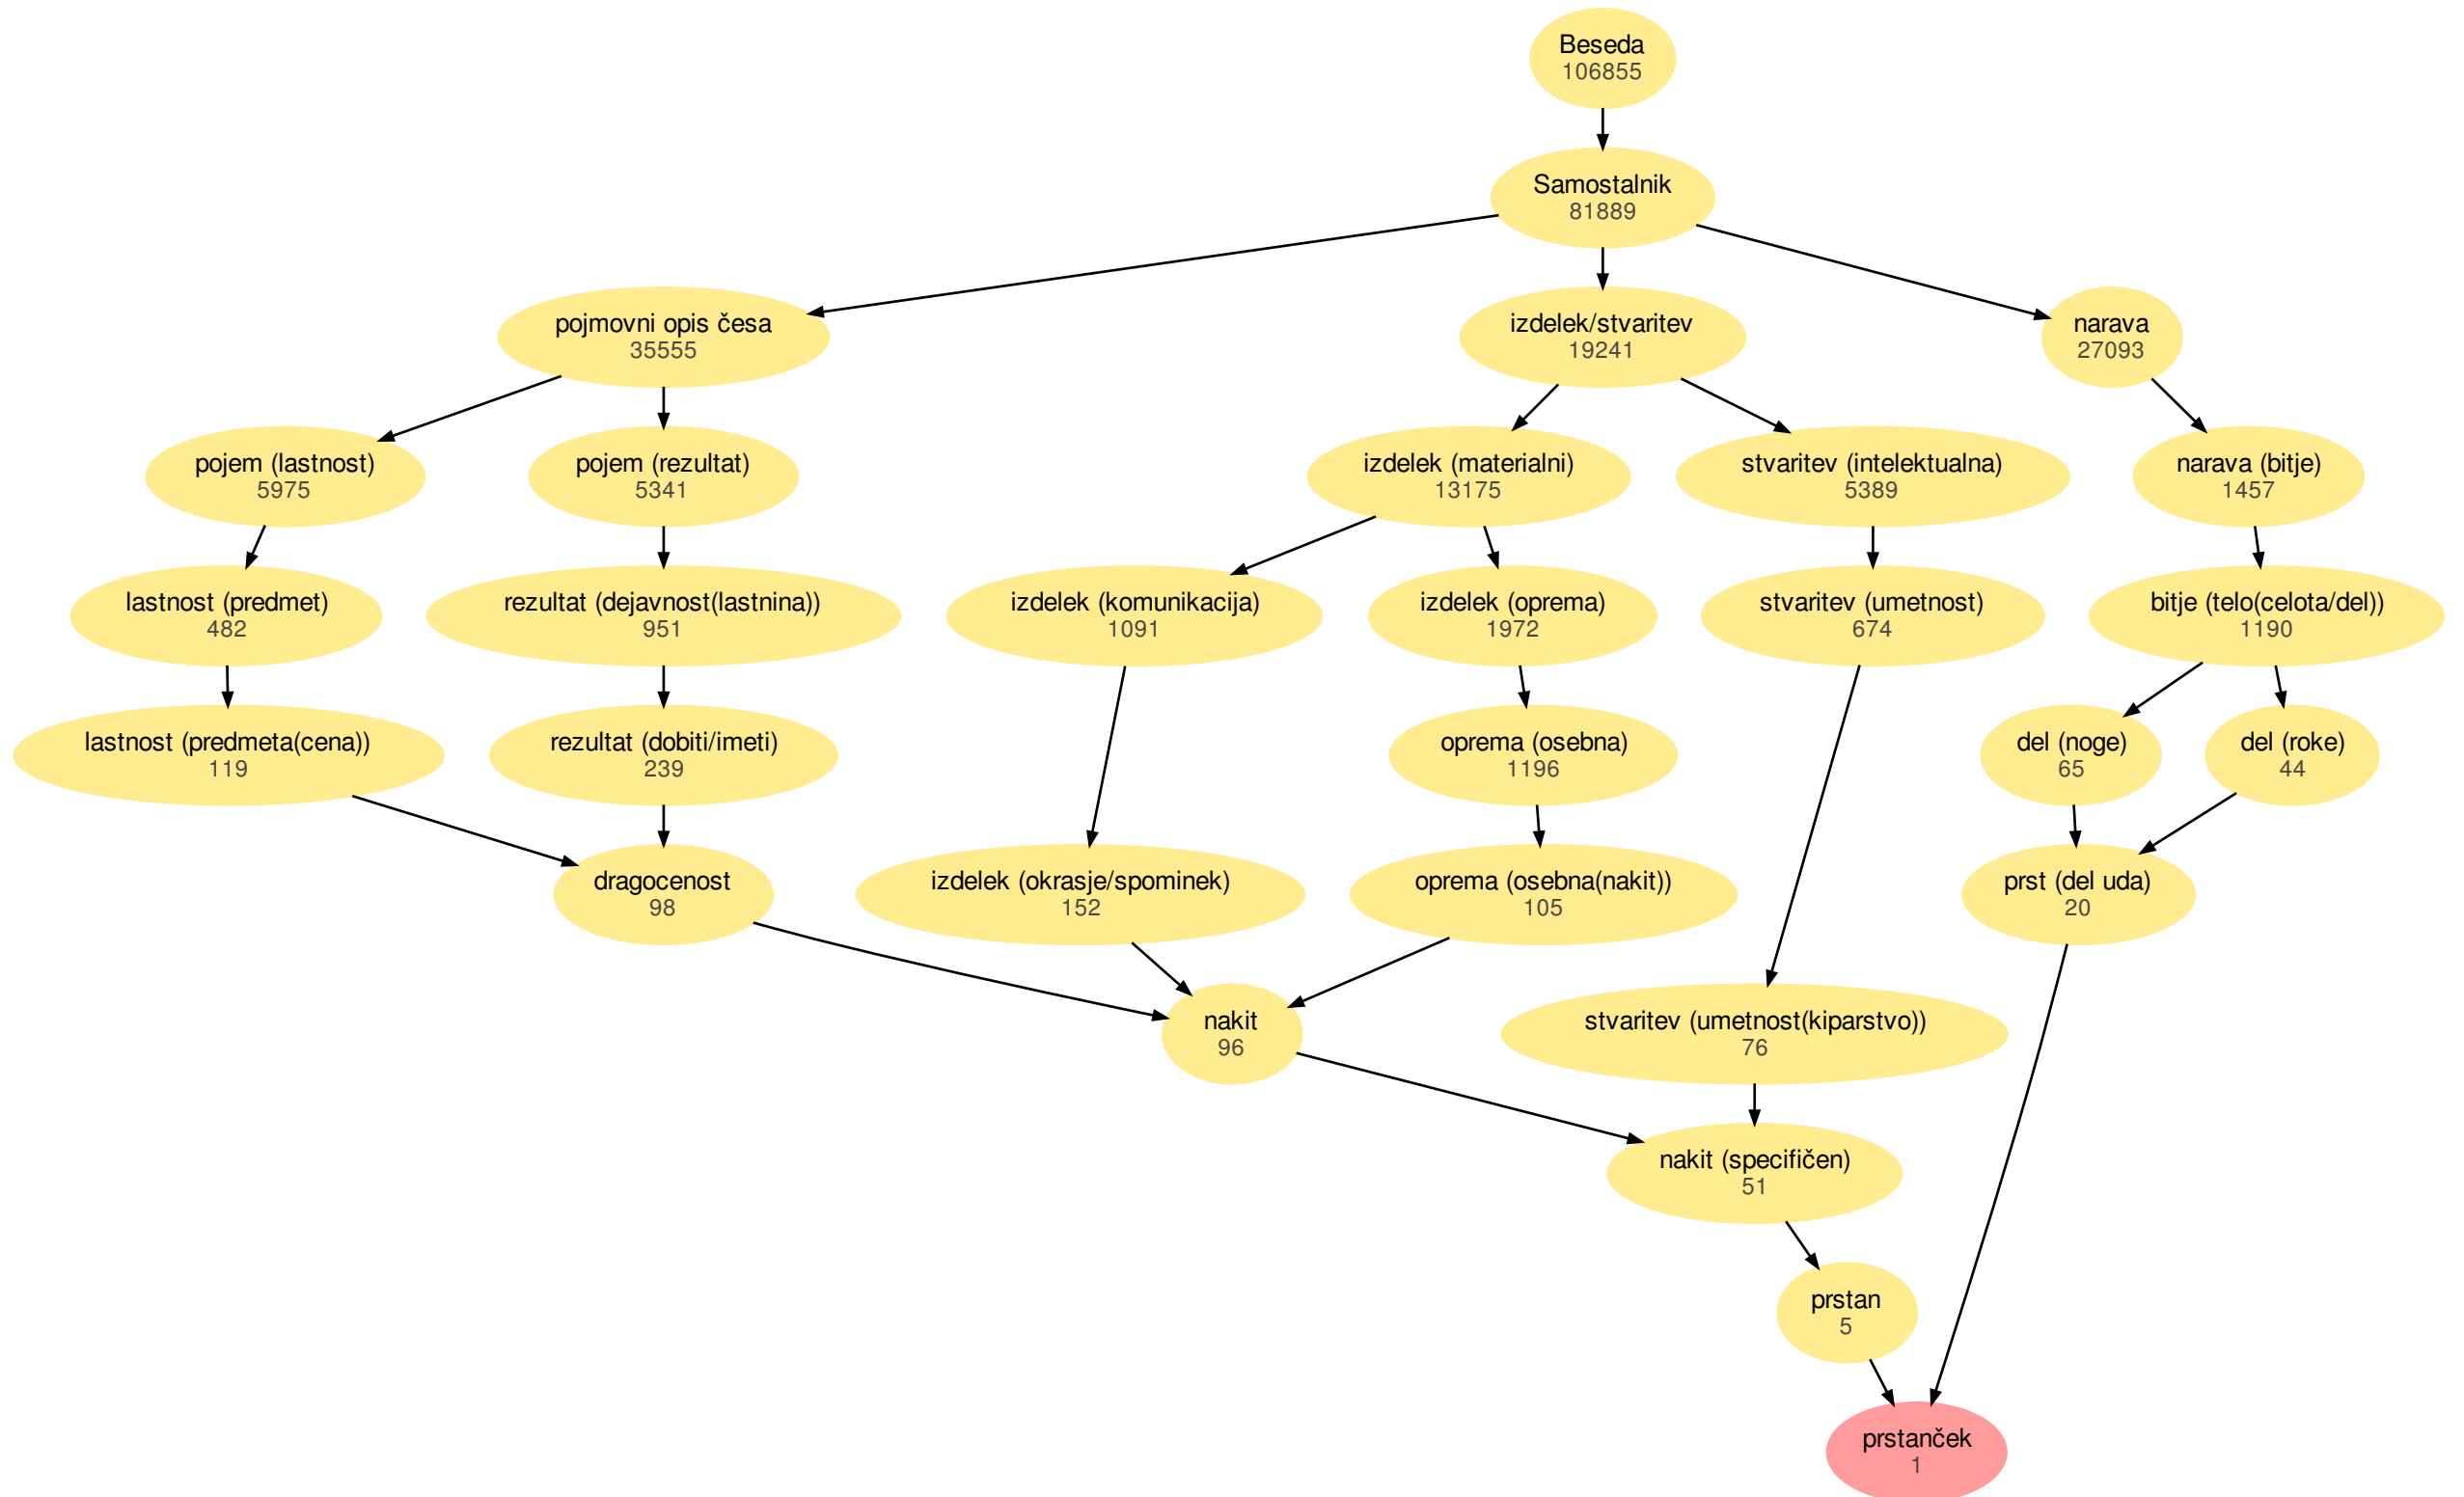 Beseda
106855
Samostalnik
81889
pojmovni opis česa
35555
izdelek/stvaritev
19241
narava
27093
pojem (lastnost)
5975
pojem (rezultat)
5341
izdelek (materialni)
13175
stvaritev (intelektualna)
5389
narava (bitje)
1457
lastnost (predmet)
482
rezultat (dejavnost(lastnina))
951
izdelek (komunikacija)
1091
izdelek (oprema)
1972
stvaritev (umetnost)
674
bitje (telo(celota/del))
1190
lastnost (predmeta(cena))
119
rezultat (dobiti/imeti)
239
oprema (osebna)
1196
del (noge)
65
del (roke)
44
dragocenost
98
izdelek (okrasje/spominek)
152
oprema (osebna(nakit))
105
prst (del uda)
20
nakit
96
stvaritev (umetnost(kiparstvo))
76
nakit (specifičen)
51
prstan
5
prstanček
1